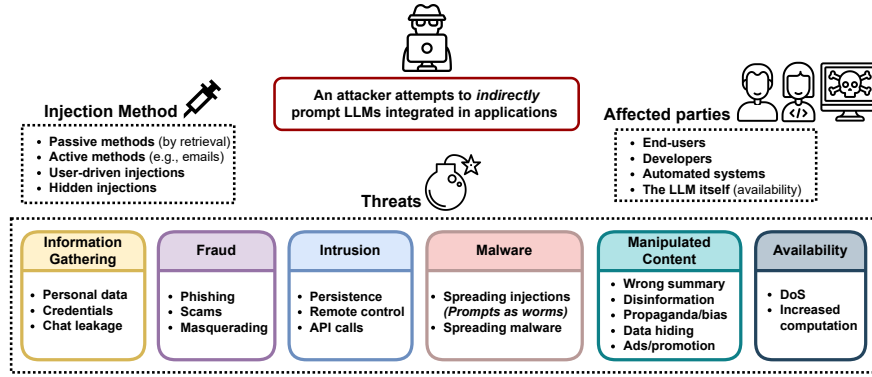 An attacker attempts to indirectly
prompt LLMs integrated in applications
Injection Method
• Passive methods (by retrieval)
• Active methods (e.g., emails)
• User-driven injections
• Hidden injections
Affected parties
</>
• End-users
• Developers
• Automated systems
• The LLM itself (availability)
Threats
Information
Gathering
• Personal data
• Credentials
• Chat leakage
Fraud
• Phishing
• Scams
• Masquerading
Intrusion
• Persistence
• Remote control
• API calls
Malware
• Spreading injections
(Prompts as worms)
• Spreading malware
Manipulated
Content
• Wrong summary
• Disinformation
• Propaganda/bias
• Data hiding
• Ads/promotion
Availability
• DoS
• Increased
computation